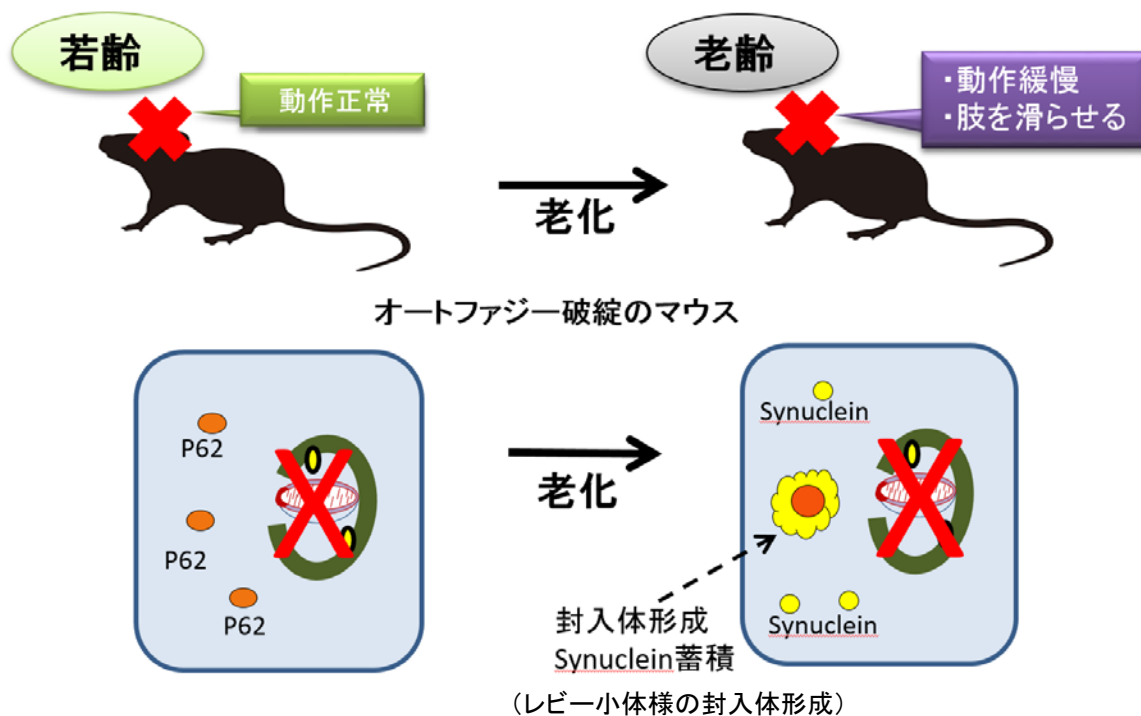 若齢
動作正常
老齢
・動作緩慢
・肢を滑らせる
老化
オートファジー破綻のマウス
P62
P62
P62
老化
Synuclein
Synuclein
封入体形成
Synuclein蓄積
（レビー小体様の封入体形成）